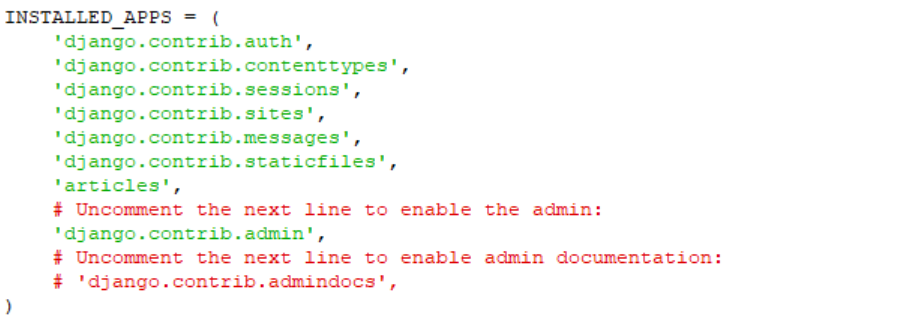 INSTALLED_APPS = (
    'django.contrib.auth',
    'django.contrib.contenttypes',
    'django.contrib.sessions',
    'django.contrib.sites',
    'django.contrib.messages',
    'django.contrib.staticfiles',
    'articles',
    # Uncomment the next line to enable the admin:
    'django.contrib.admin',
    # Uncomment the next line to enable admin documentation:
    # 'django.contrib.admindocs',
)